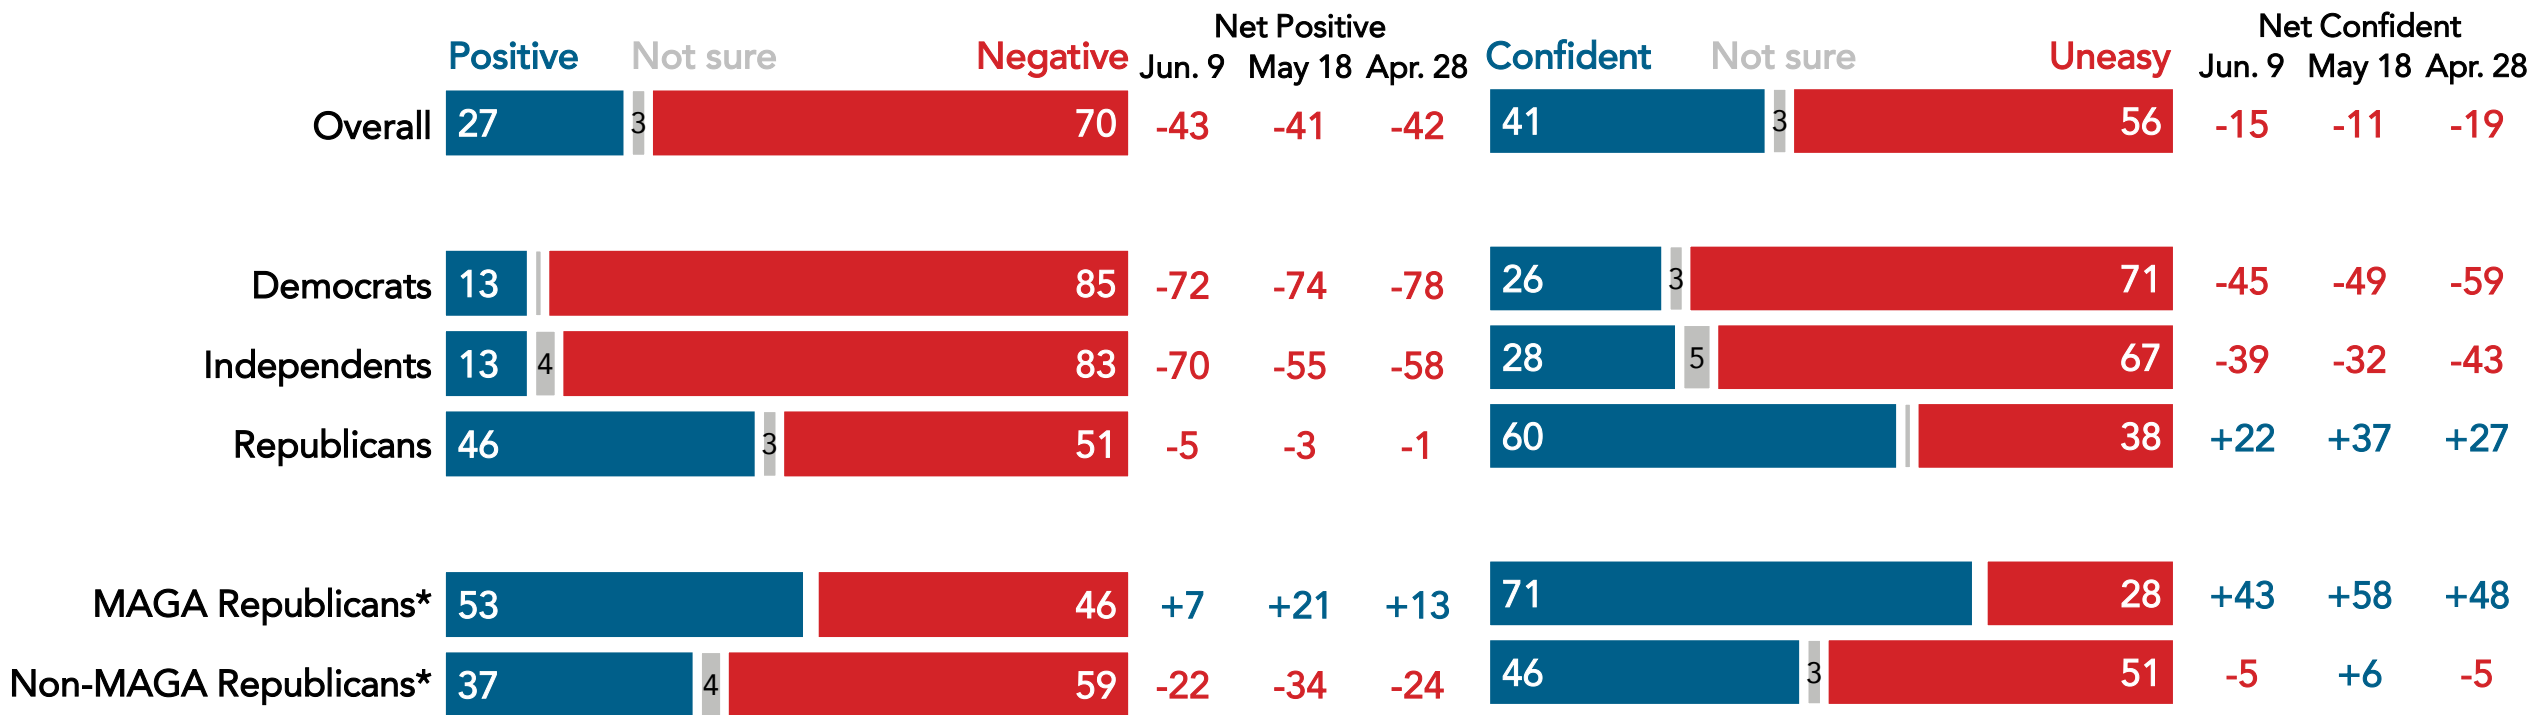 Net Positive Net Confident
Positive Not sure Negative Jun. 9 May 18 Apr. 28 Confident Not sure Uneasy Jun. 9 May 18 Apr. 28
Overall 27 3 70 -43 -41 -42 41 3 56 -15 -11 -19
Democrats 13 85 -72 -74 -78 26 3 71 -45 -49 -59
Independents 13 4 83 -70 -55 -58 28 5 67 -39 -32 -43
Republicans 46 3 51 -5 -3 -1 60 38 +22 +37 +27
MAGA Republicans* 53 46 +7 +21 +13 71 28 +43 +58 +48
Non-MAGA Republicans* 37 4 59 -22 -34 -24 46 3 51 -5 +6 -5